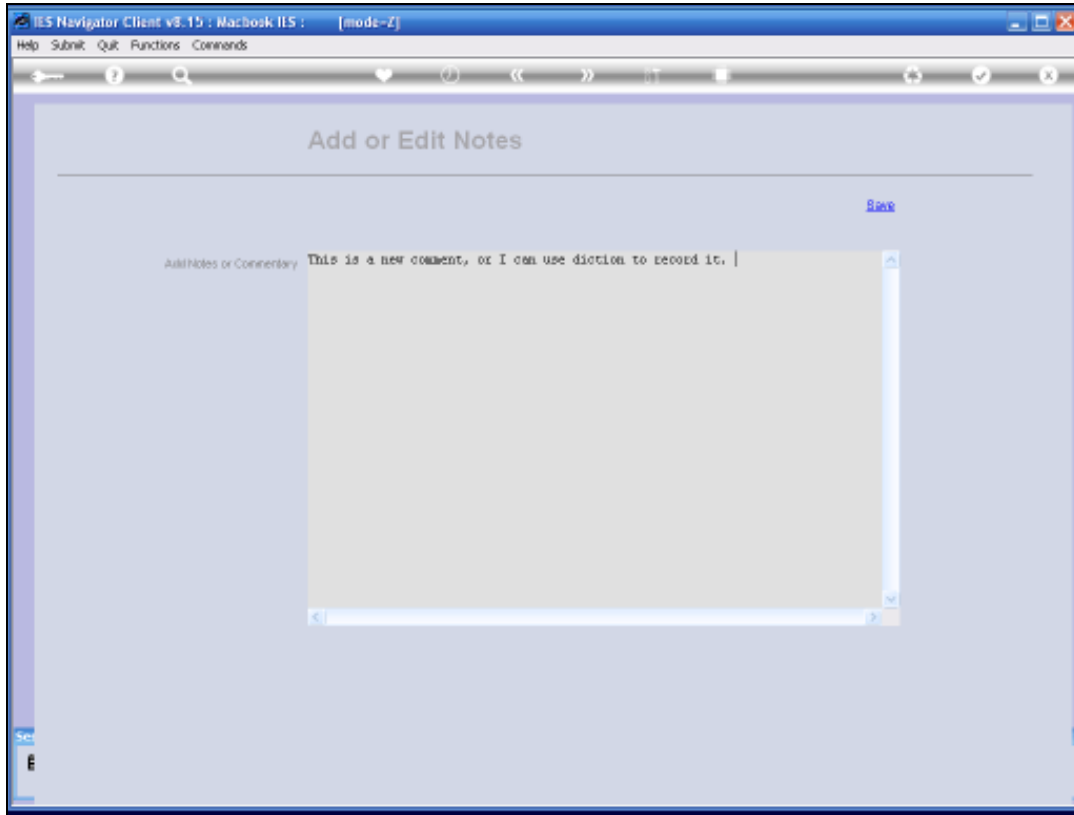 IES Navigator Client v8.15 : Macbook IES : [mode-Z]
Help Submit Quit Functions Commands
Add or Edit Notes
Save
Add Notes or Commentary
This is a new comment, or I can use diction to record it.